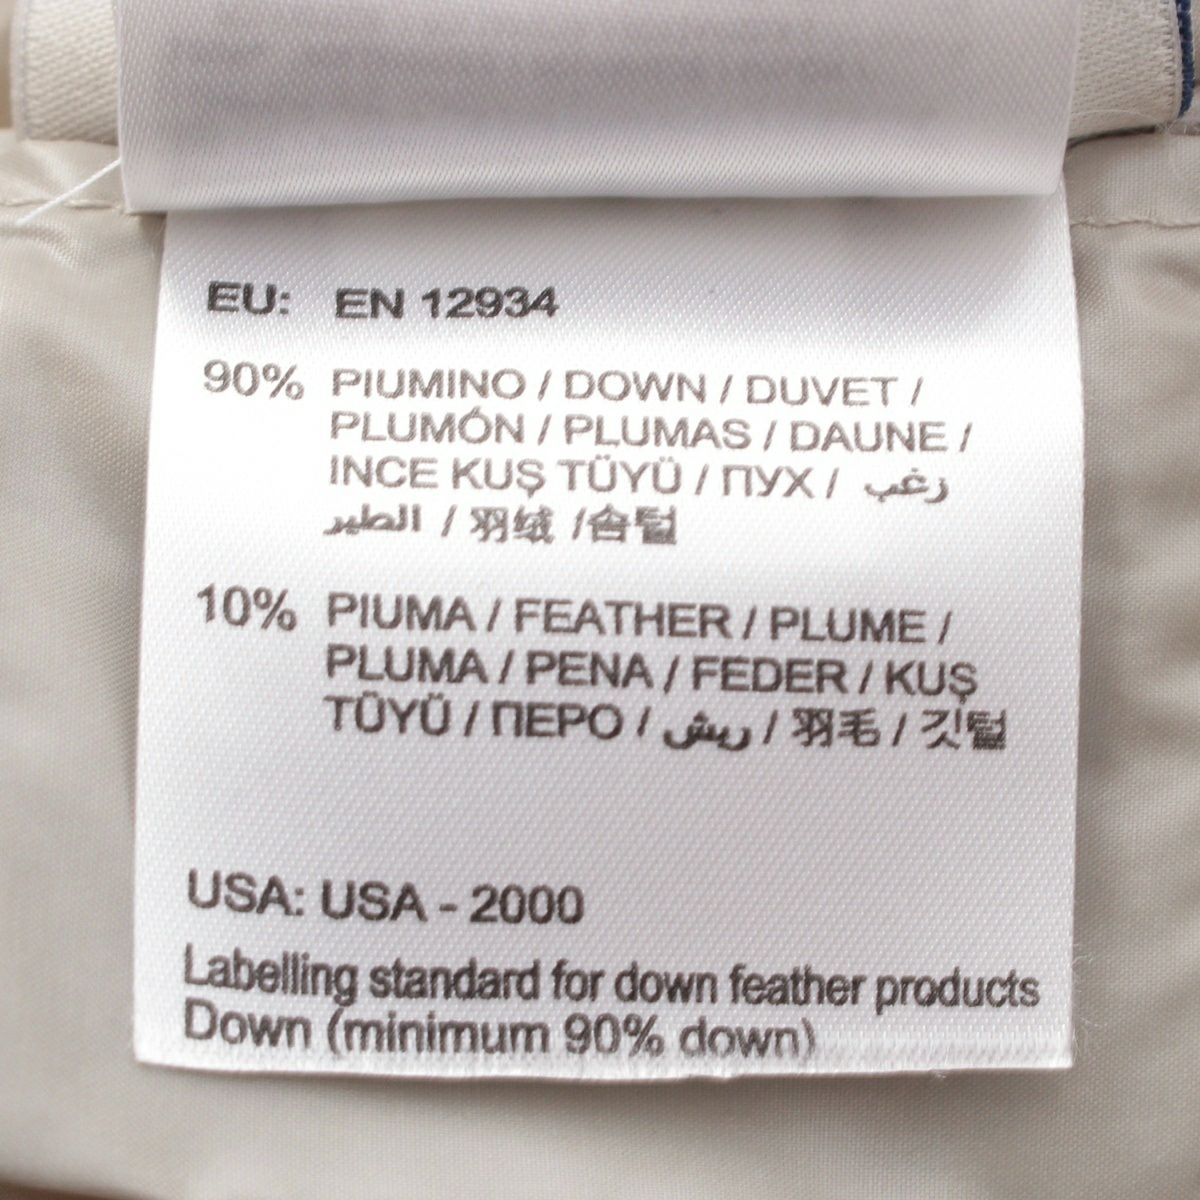 EU: EN 12934
90% PIUMINO / DOWN / DUVET /
PLUMÓN / PLUMAS / DAUNE /
INCE KUŞ TÜYÜ / ПУХ / زغب
الطير / 羽绒 /솜털
10% PIUMA / FEATHER / PLUME /
PLUMA / PENA / FEDER / KUŞ
TÜYÜ / ПЕРО / ريش / 羽毛 / 깃털
USA: USA - 2000
Labelling standard for down feather products
Down (minimum 90% down)